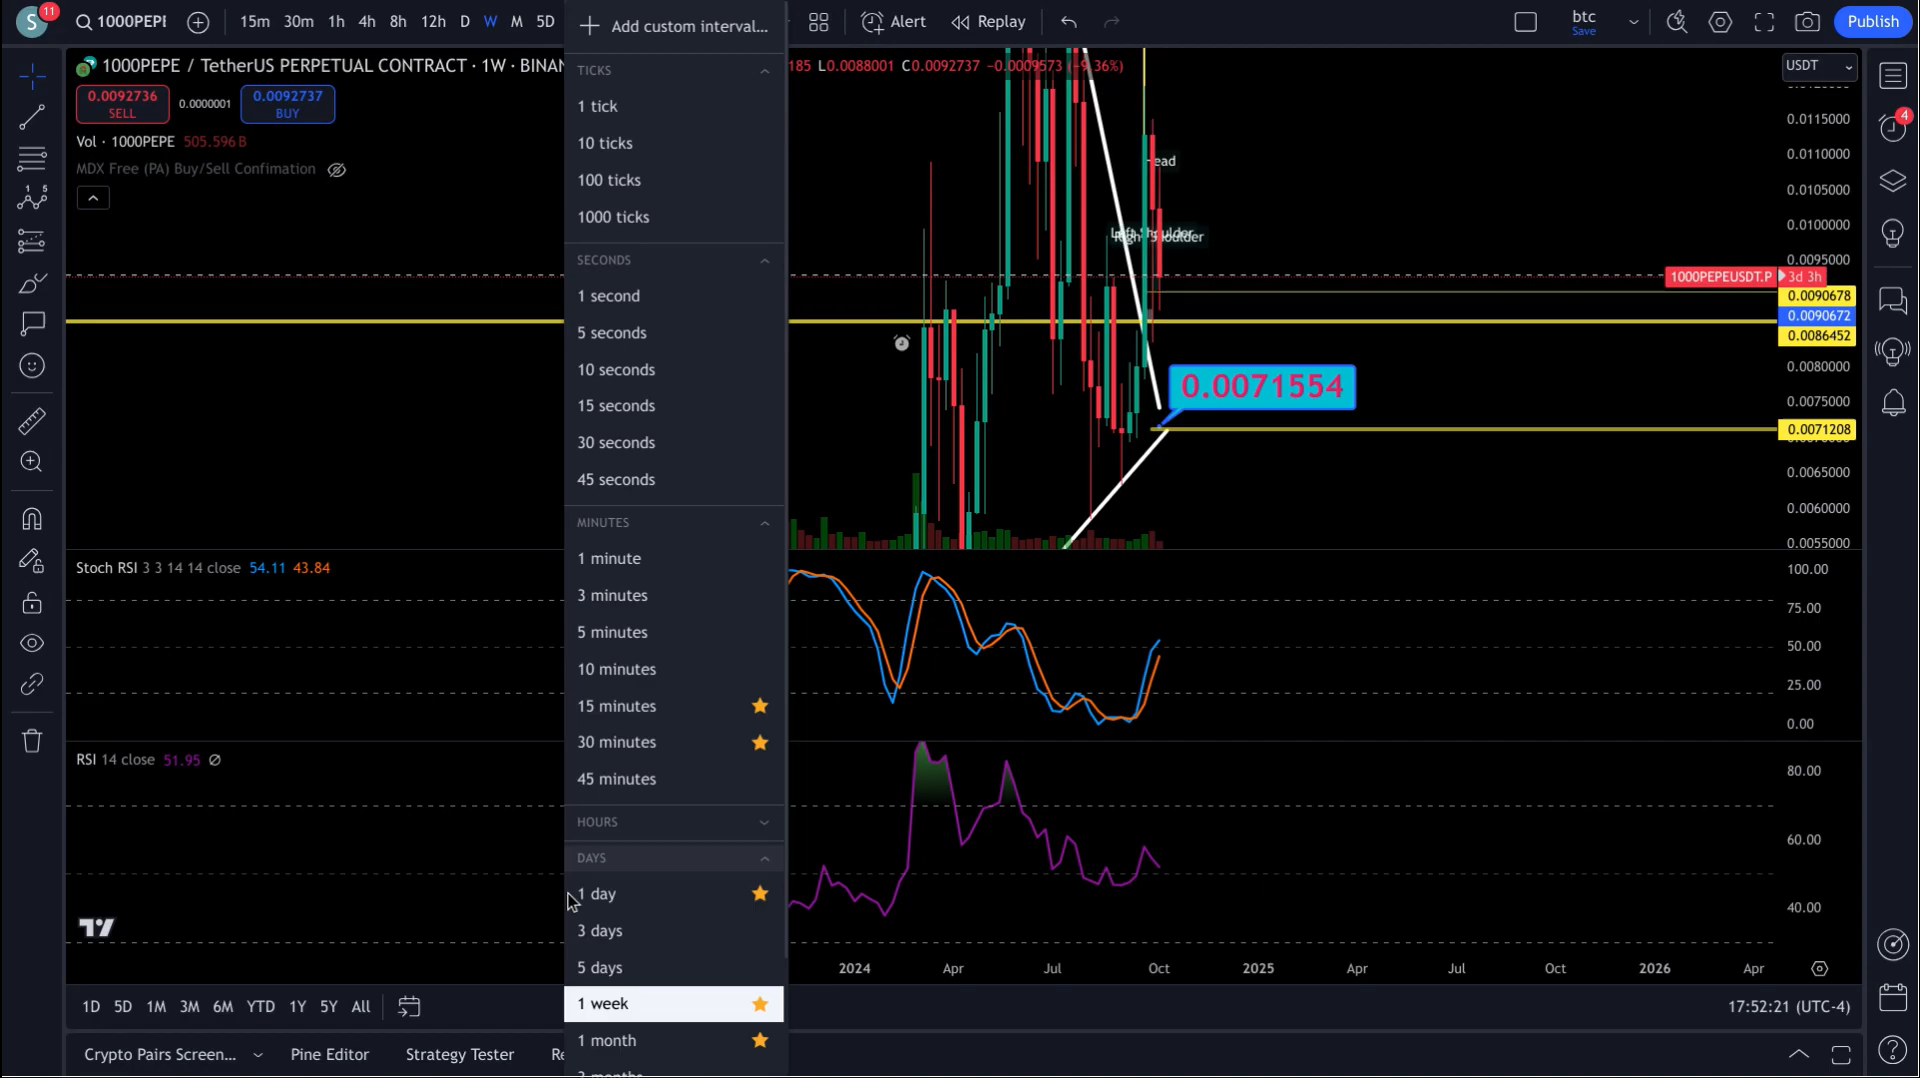 S 11 1000PEPE 15m 30m 1h 4h 8h 12h D W M 5D Add custom interval... Alert Replay btc Save Publish
1000PEPE / TetherUS PERPETUAL CONTRACT · 1W · BINAN
185 L0.0088001 C0.0092737 −0.0009573 (−9.36%)
USDT
0.0092736 SELL
0.0000001
0.0092737 BUY
Vol · 1000PEPE 505.596 B
MDX Free (PA) Buy/Sell Confimation
TICKS
1 tick
10 ticks
100 ticks
1000 ticks
SECONDS
1 second
5 seconds
10 seconds
15 seconds
30 seconds
45 seconds
MINUTES
1 minute
3 minutes
5 minutes
10 minutes
15 minutes
30 minutes
45 minutes
HOURS
DAYS
1 day
3 days
5 days
1 week
1 month
Head
Left Shoulder
Right Shoulder
0.0071554
0.0115000
0.0110000
0.0105000
0.0100000
0.0095000
1000PEPEUSDT.P 3d 3h
0.0090678
0.0090672
0.0086452
0.0080000
0.0075000
0.0071208
0.0065000
0.0060000
0.0055000
4
Stoch RSI 3 3 14 14 close 54.11 43.84
100.00
75.00
50.00
25.00
0.00
RSI 14 close 51.95 ∅
80.00
60.00
40.00
2024 Apr Jul Oct 2025 Apr Jul Oct 2026 Apr
1D 5D 1M 3M 6M YTD 1Y 5Y All
17:52:21 (UTC-4)
Crypto Pairs Screen... Pine Editor Strategy Tester Re